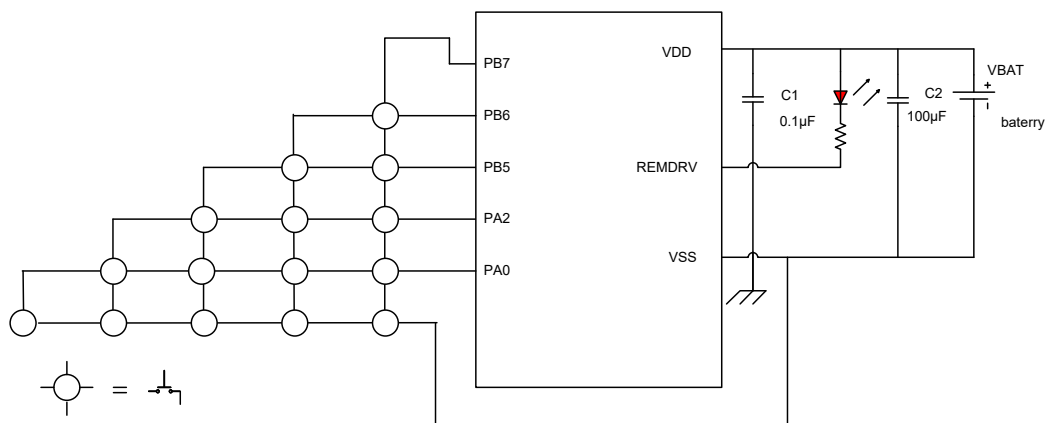 PB7
PB6
PB5
PA2
PA0
VDD
REMDRV
VSS
C1
0.1μF
C2
100μF
VBAT
+
-
baterry
=